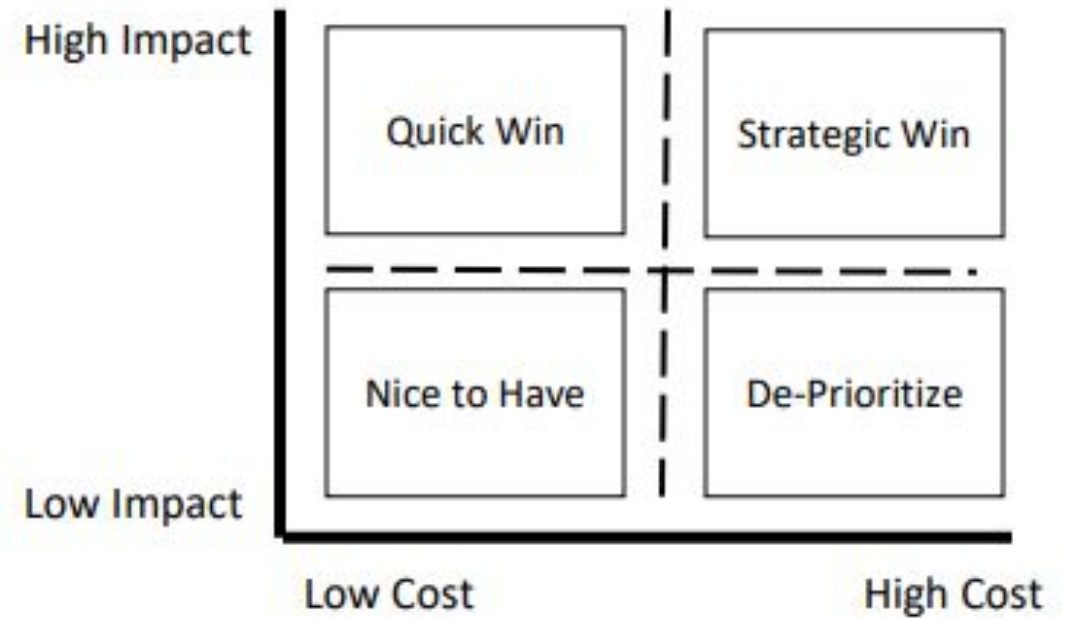 High Impact
Quick Win
Strategic Win
Nice to Have
De-Prioritize
Low Impact
Low Cost
High Cost